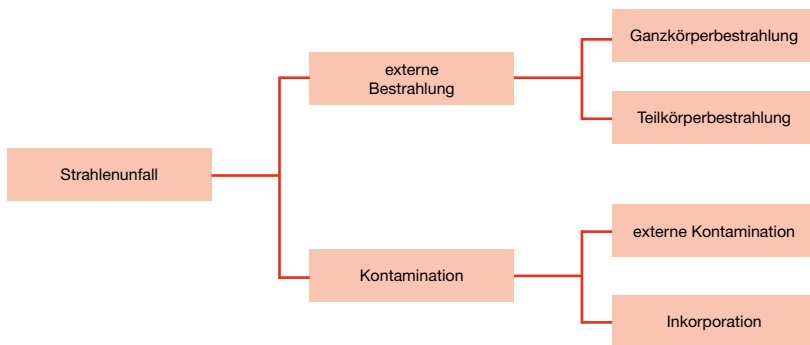 Strahlenunfall
externe
Bestrahlung
Ganzkörperbestrahlung
Teilkörperbestrahlung
Kontamination
externe Kontamination
Inkorporation